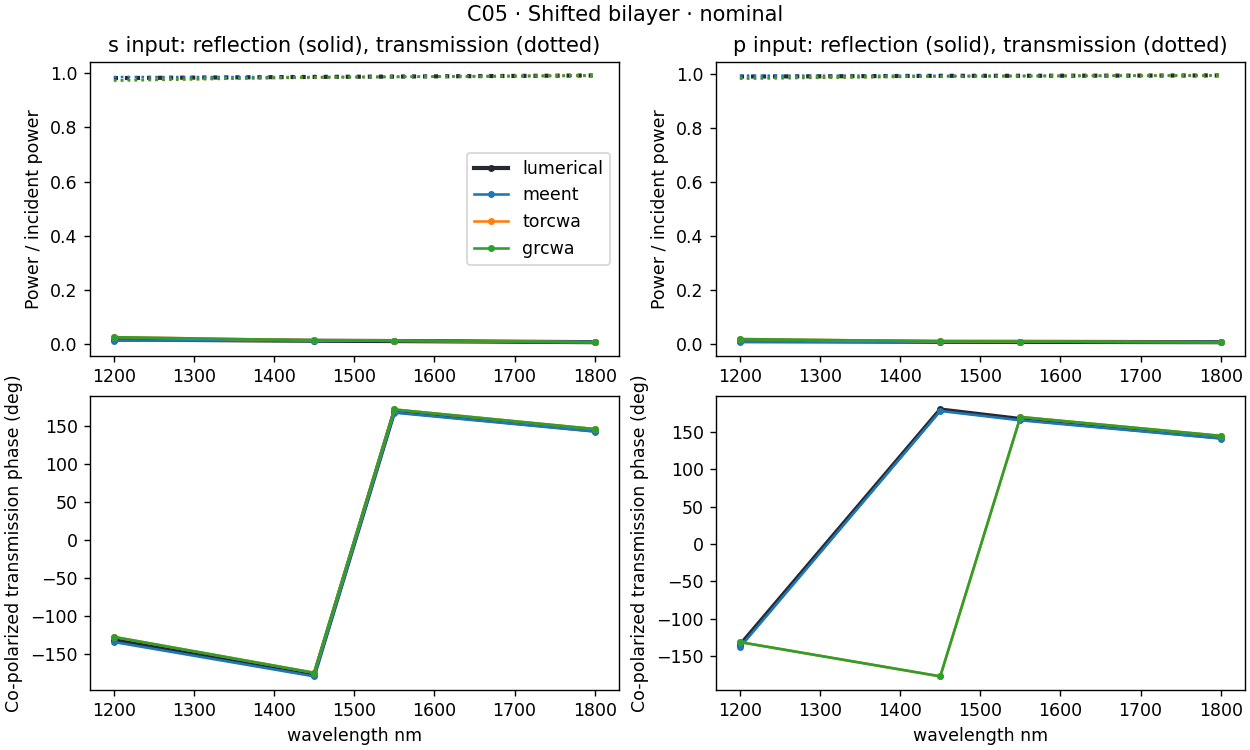 C05 · Shifted bilayer · nominal
s input: reflection (solid), transmission (dotted)
p input: reflection (solid), transmission (dotted)
Power / incident power
1.0
0.8
0.6
0.4
0.2
0.0
1200 1300 1400 1500 1600 1700 1800
lumerical
meent
torcwa
grcwa
Power / incident power
1.0
0.8
0.6
0.4
0.2
0.0
1200 1300 1400 1500 1600 1700 1800
Co-polarized transmission phase (deg)
150
100
50
0
−50
−100
−150
1200 1300 1400 1500 1600 1700 1800
wavelength nm
Co-polarized transmission phase (deg)
150
100
50
0
−50
−100
−150
1200 1300 1400 1500 1600 1700 1800
wavelength nm